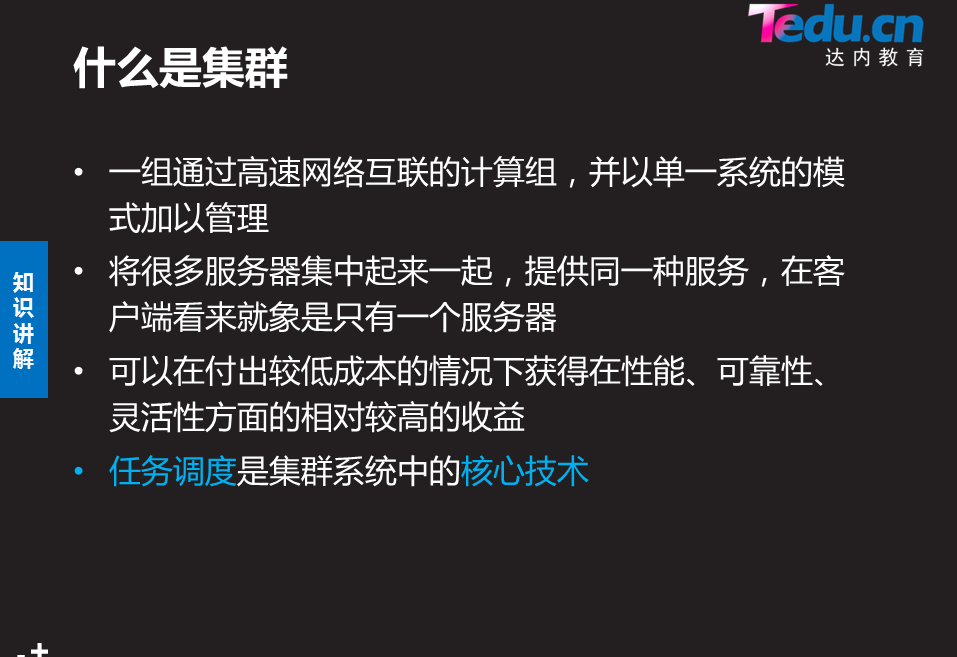 Tedu.cn
达内教育
什么是集群
• 一组通过高速网络互联的计算组，并以单一系统的模
式加以管理
• 将很多服务器集中起来一起，提供同一种服务，在客
户端看来就象是只有一个服务器
• 可以在付出较低成本的情况下获得在性能、可靠性、
灵活性方面的相对较高的收益
• 任务调度是集群系统中的核心技术
知
识
讲
解